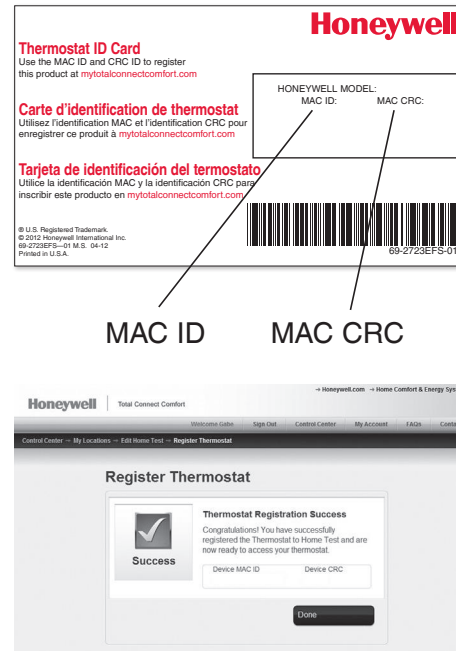 Honeywell
Thermostat ID Card
Use the MAC ID and CRC ID to register
this product at mytotalconnectcomfort.com
HONEYWELL MODEL:
MAC ID: MAC CRC:
Carte d'identification de thermostat
Utilisez l'identification MAC et l'identification CRC pour
enregistrer ce produit à mytotalconnectcomfort.com
Tarjeta de identificación del termostato
Utilice la identificación MAC y la identificación CRC para
inscribir este producto en mytotalconnectcomfort.com
® U.S. Registered Trademark.
© 2012 Honeywell International Inc.
69-2723EFS—01 M.S. 04-12
Printed in U.S.A.
69-2723EFS-01
MAC ID MAC CRC
→ Honeywell.com → Home Comfort & Energy Sys
Honeywell Total Connect Comfort
Welcome Gabe Sign Out Control Center My Account FAQs Conta
Control Center → My Locations → Edit Home Test → Register Thermostat
Register Thermostat
Thermostat Registration Success
Congratulations! You have successfully
registered the Thermostat to Home Test and are
now ready to access your thermostat.
Success
Device MAC ID Device CRC
Done